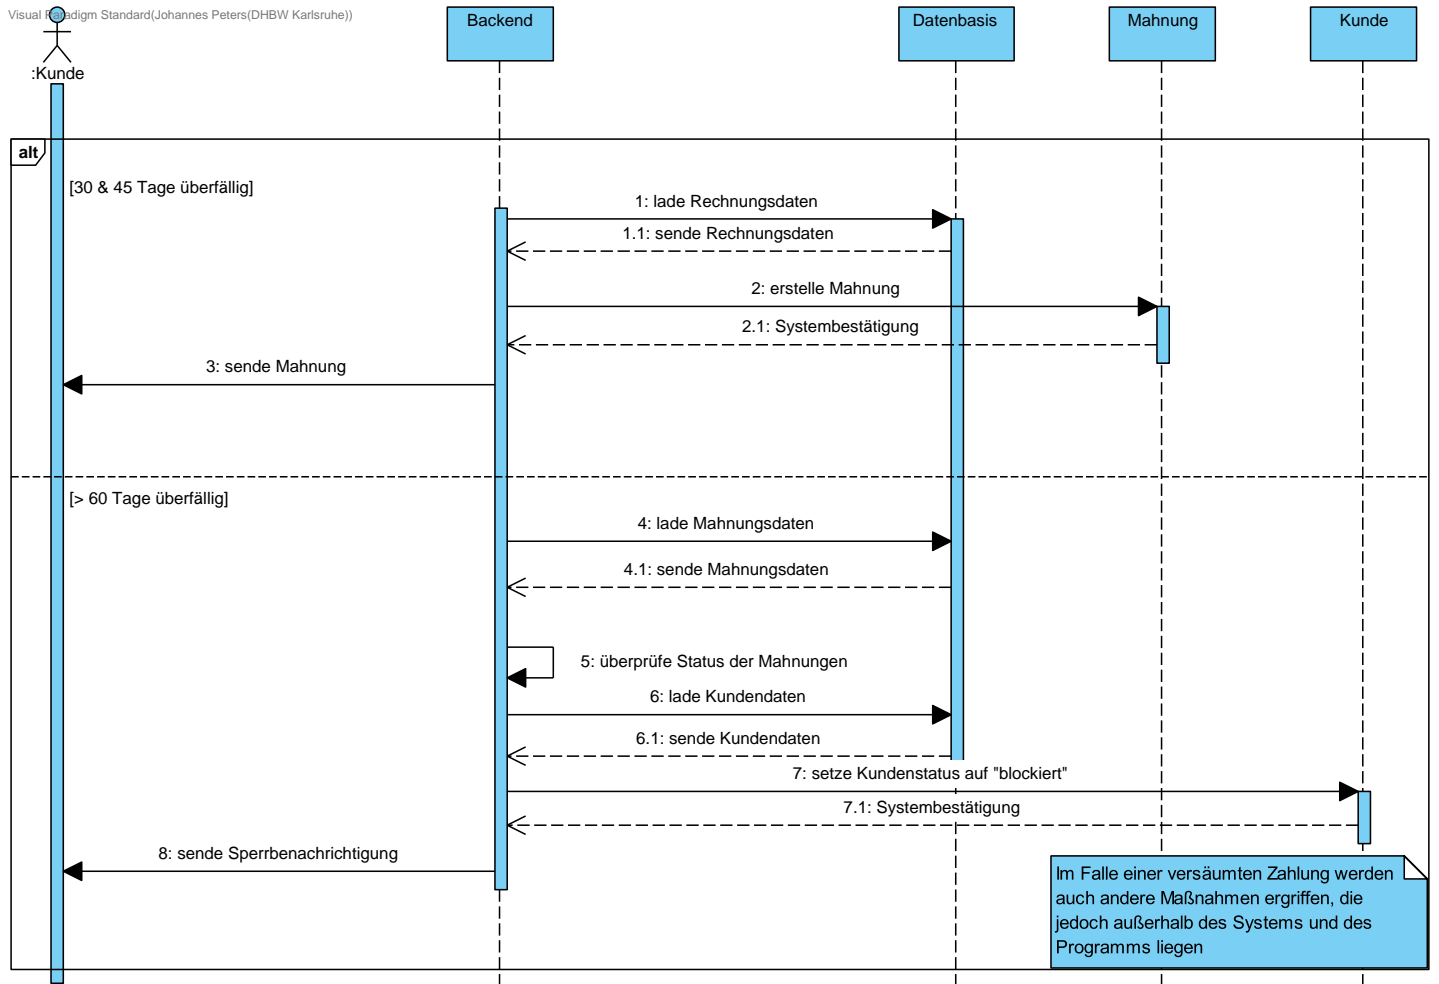 Visual Paradigm Standard(Johannes Peters(DHBW Karlsruhe))
:Kunde
Backend
Datenbasis
Mahnung
Kunde
alt
[30 & 45 Tage überfällig]
1: lade Rechnungsdaten
1.1: sende Rechnungsdaten
2: erstelle Mahnung
2.1: Systembestätigung
3: sende Mahnung
[> 60 Tage überfällig]
4: lade Mahnungsdaten
4.1: sende Mahnungsdaten
5: überprüfe Status der Mahnungen
6: lade Kundendaten
6.1: sende Kundendaten
7: setze Kundenstatus auf "blockiert"
7.1: Systembestätigung
8: sende Sperrbenachrichtigung
Im Falle einer versäumten Zahlung werden
auch andere Maßnahmen ergriffen, die
jedoch außerhalb des Systems und des
Programms liegen